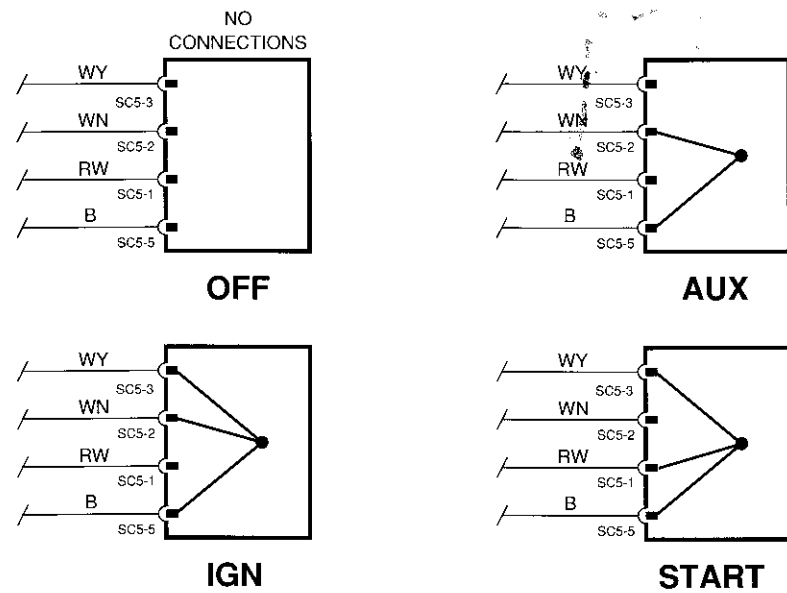 NO
CONNECTIONS
WY
SC5-3
WN
SC5-2
RW
SC5-1
B
SC5-5
OFF
WY
SC5-3
WN
SC5-2
RW
SC5-1
B
SC5-5
AUX
WY
SC5-3
WN
SC5-2
RW
SC5-1
B
SC5-5
IGN
WY
SC5-3
WN
SC5-2
RW
SC5-1
B
SC5-5
START